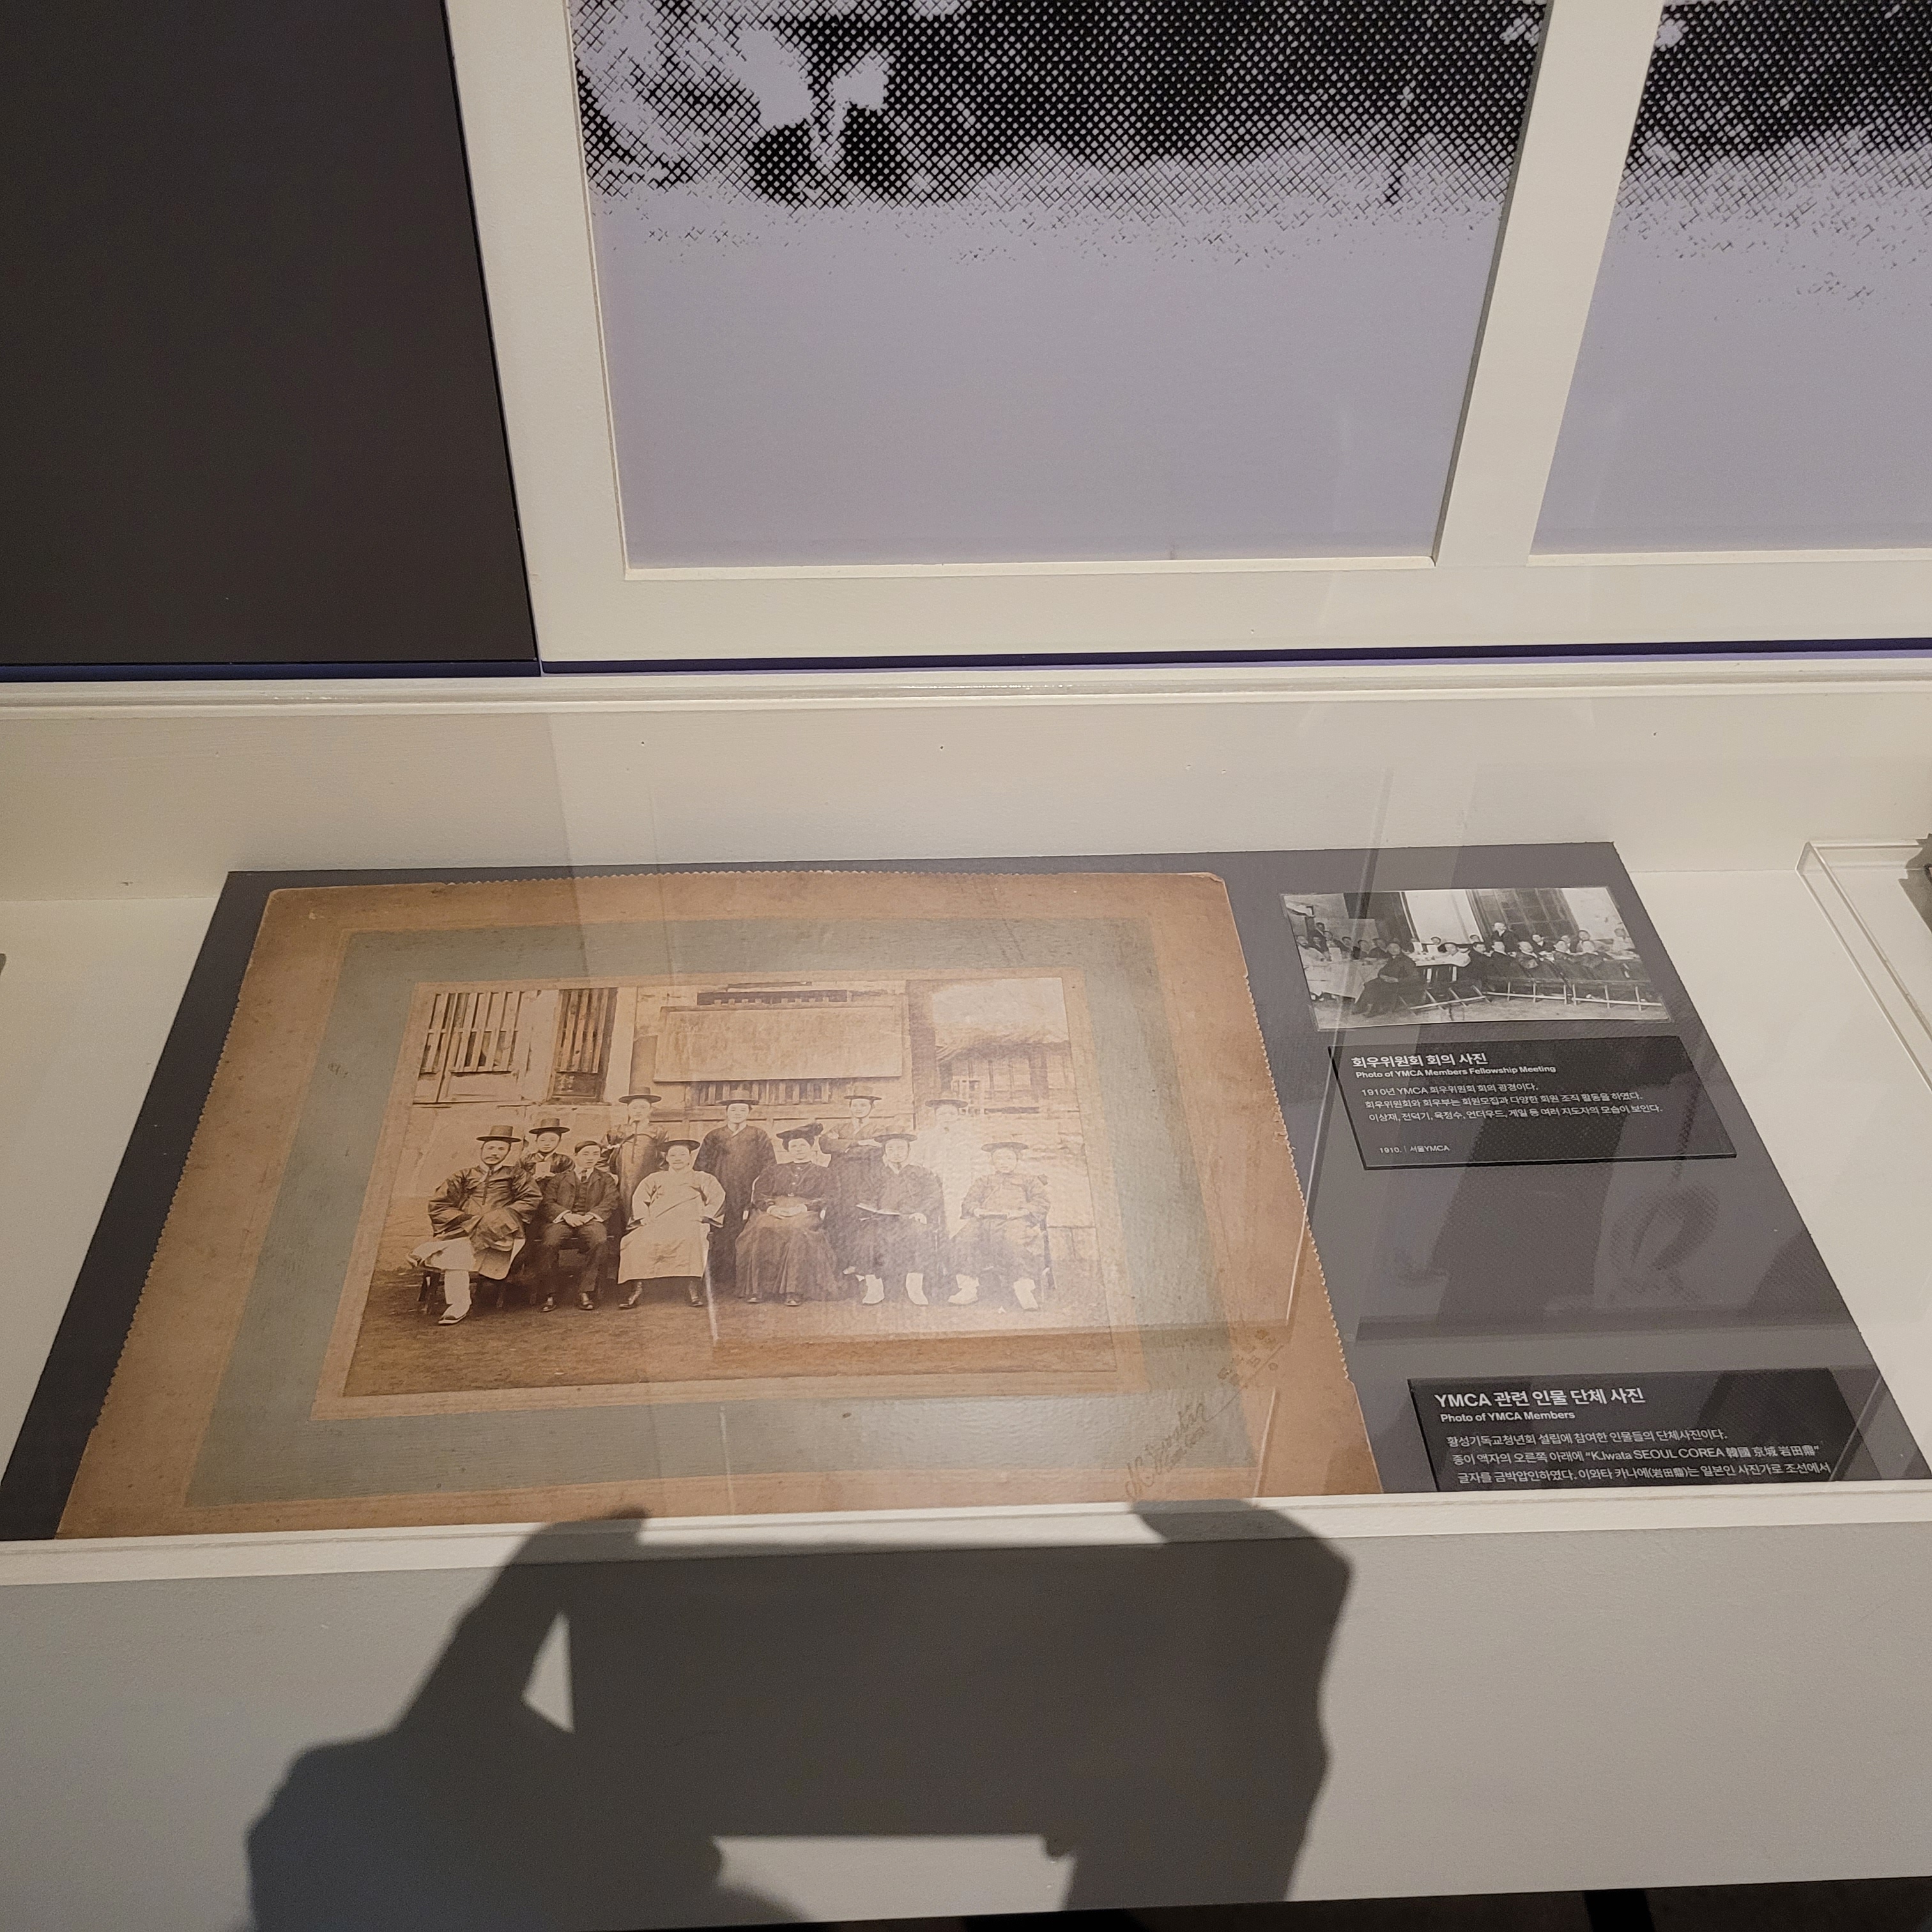 회우위원회 회의 사진
Photo of YMCA Members Fellowship Meeting
1910년 YMCA 회우위원회 회의 광경이다.
회우위원회와 회우부는 회원모집과 다양한 회원 조직 활동을 하였다.
이상재, 전덕기, 육정수, 언더우드, 게일 등 여러 지도자의 모습이 보인다.
1910. | 서울YMCA
YMCA 관련 인물 단체 사진
Photo of YMCA Members
황성기독교청년회 설립에 참여한 인물들의 단체사진이다.
종이 액자의 오른쪽 아래에 "K.Iwata SEOUL COREA 韓國 京城 岩田鼎"
글자를 금박압인하였다. 이와타 카나에(岩田鼎)는 일본인 사진가로 조선에서